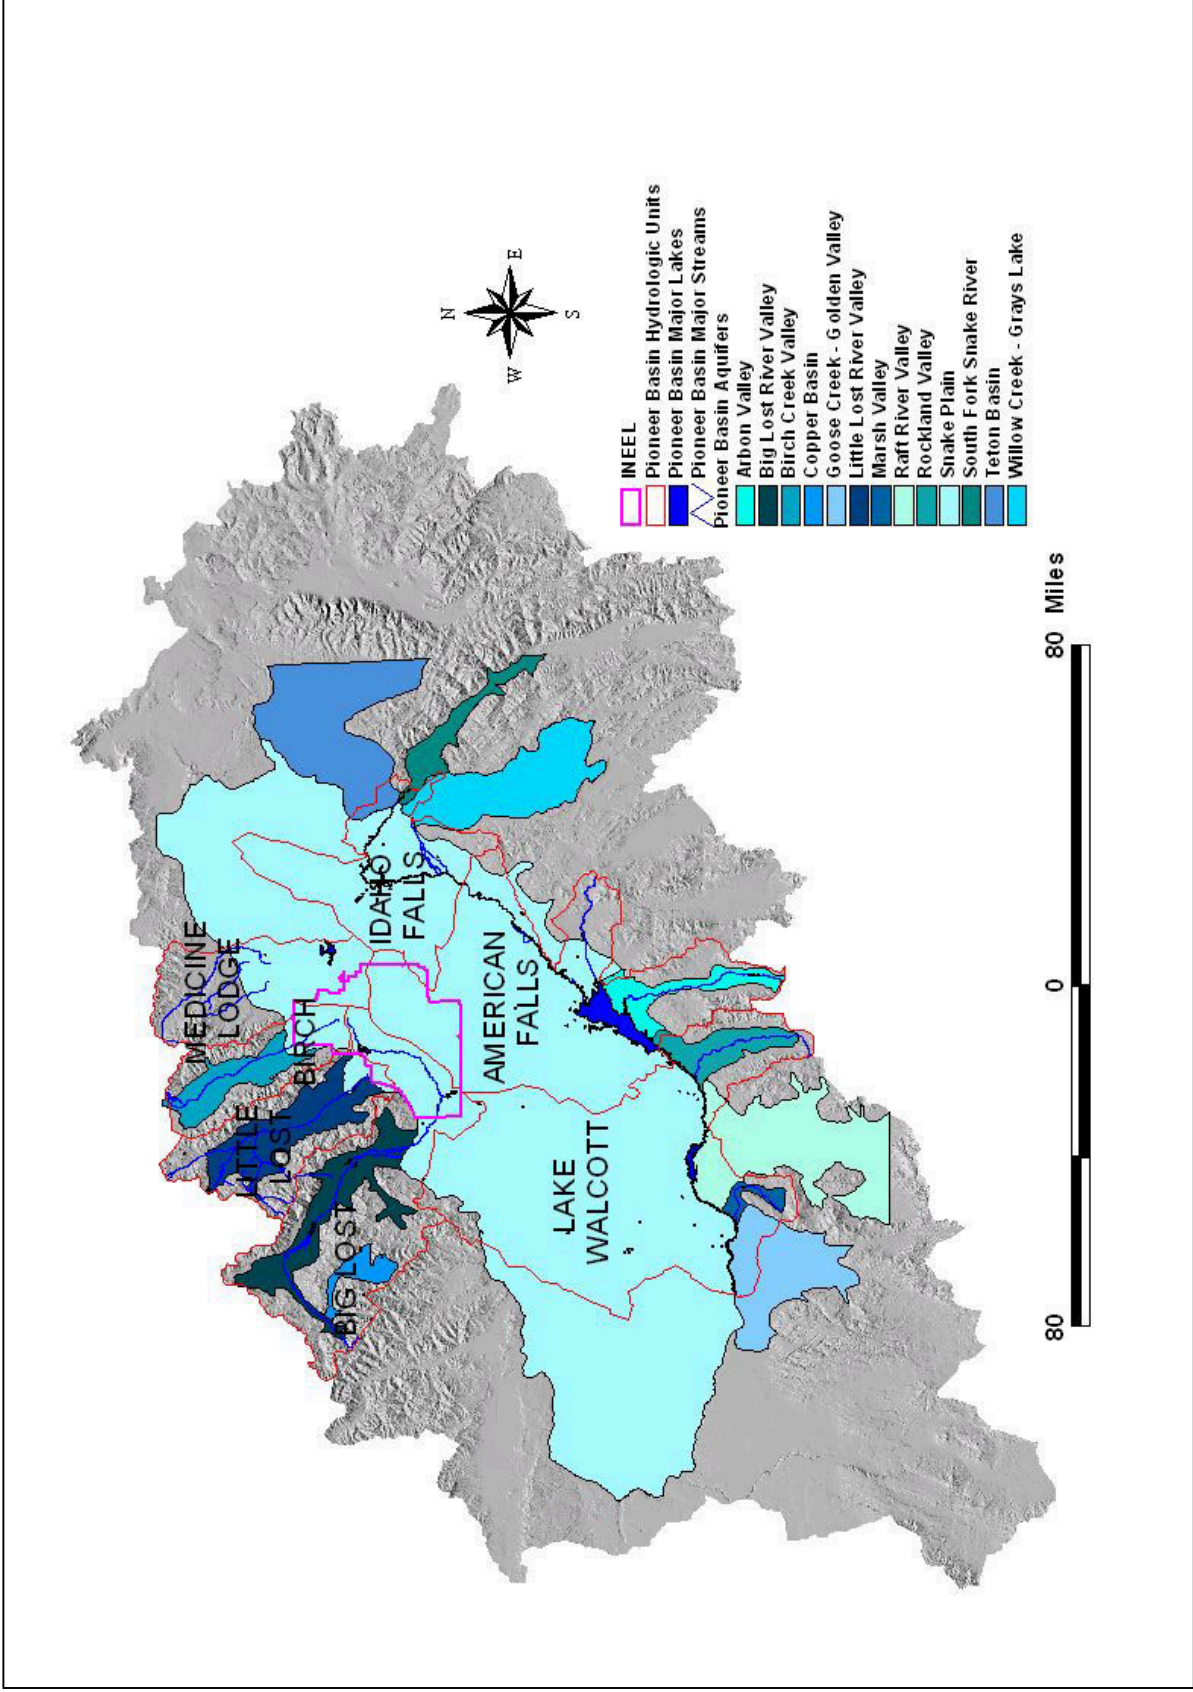 MEDICINE
LODGE
BIRCH
LITTLE
LOST
BIG LOST
IDAHO
FALLS
AMERICAN
FALLS
LAKE
WALCOTT
N
W
E
S
INEEL
Pioneer Basin Hydrologic Units
Pioneer Basin Major Lakes
Pioneer Basin Major Streams
Pioneer Basin Aquifers
Arbon Valley
Big Lost River Valley
Birch Creek Valley
Copper Basin
Goose Creek - Golden Valley
Little Lost River Valley
Marsh Valley
Raft River Valley
Rockland Valley
Snake Plain
South Fork Snake River
Teton Basin
Willow Creek - Grays Lake
80 0 80 Miles